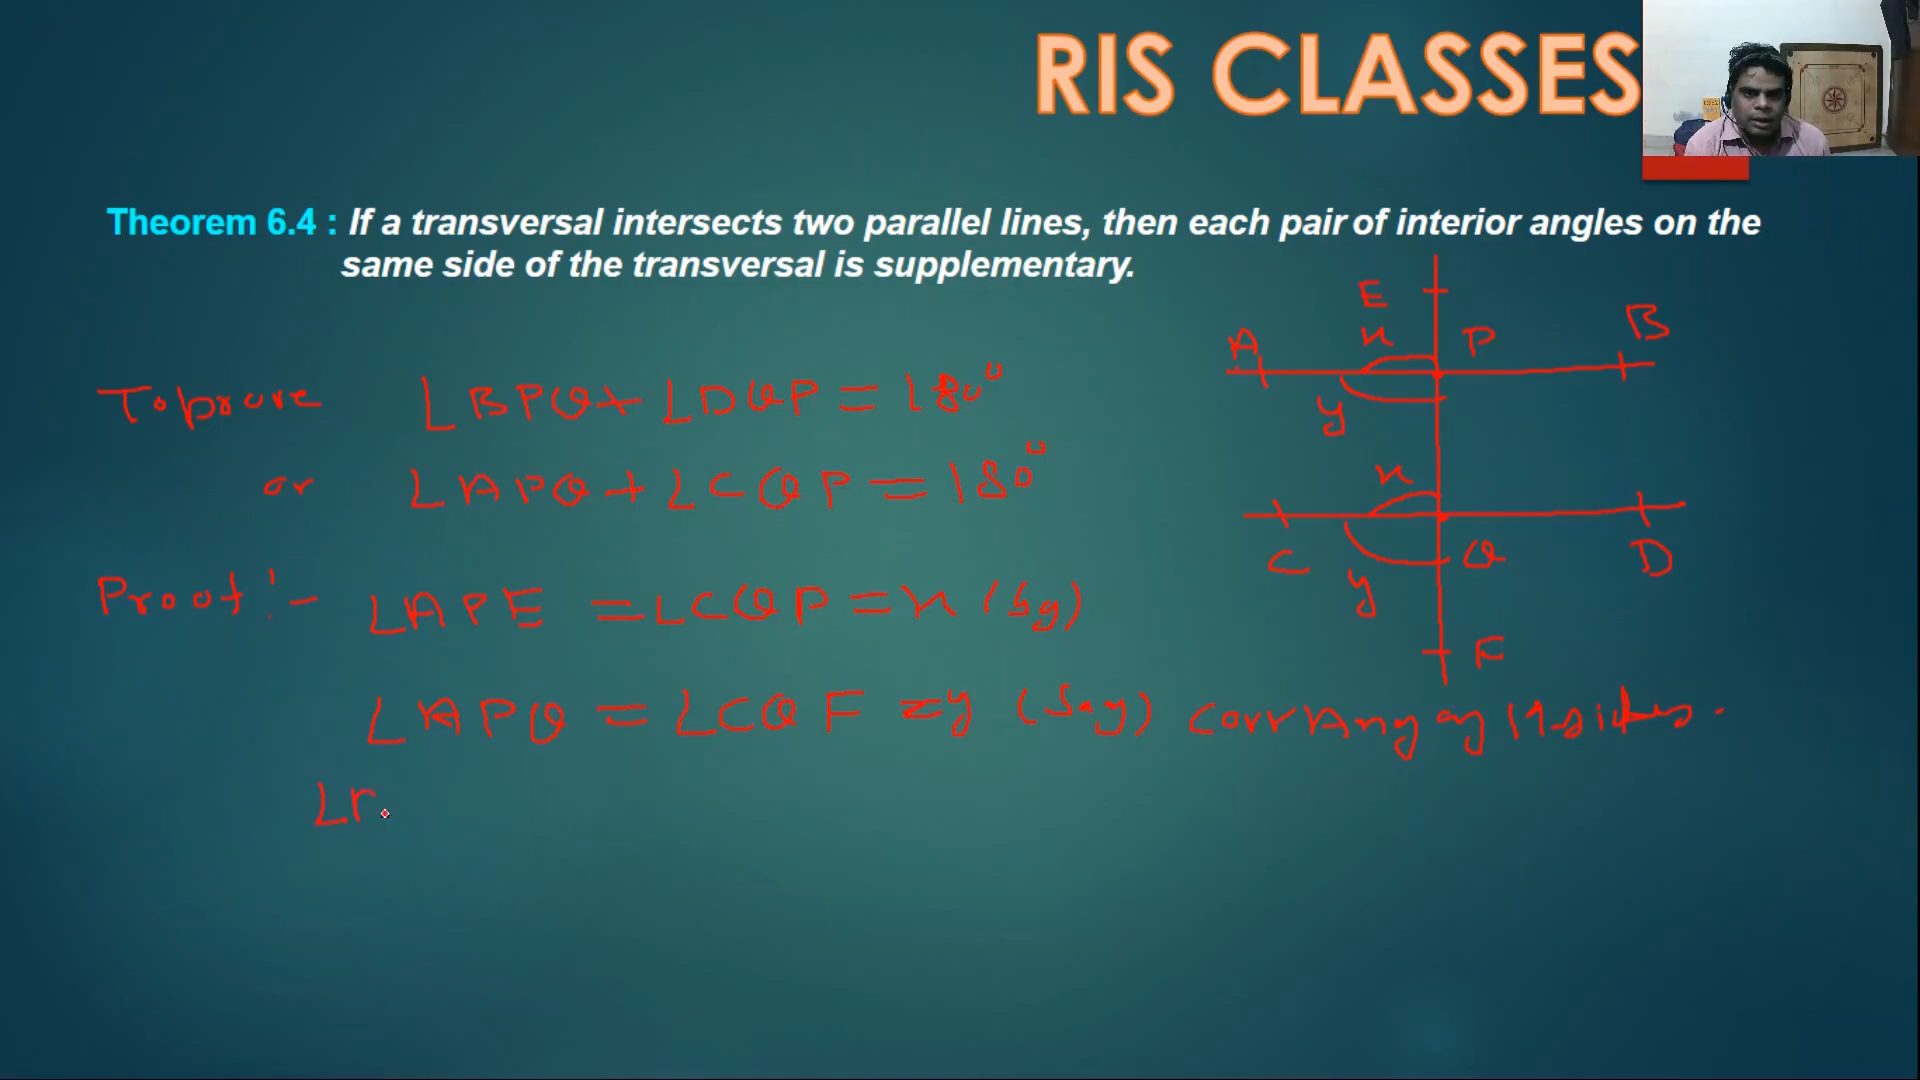 RIS CLASSES
Theorem 6.4 : If a transversal intersects two parallel lines, then each pair of interior angles on the
same side of the transversal is supplementary.
E
A x P B
y
x
C Q D
y
F
To prove ∠BPQ + ∠DQP = 180°
or ∠APQ + ∠CQP = 180°
Proof :- ∠APE = ∠CQP = x (say)
∠APQ = ∠CQF = y (say) corr Ang of
∠